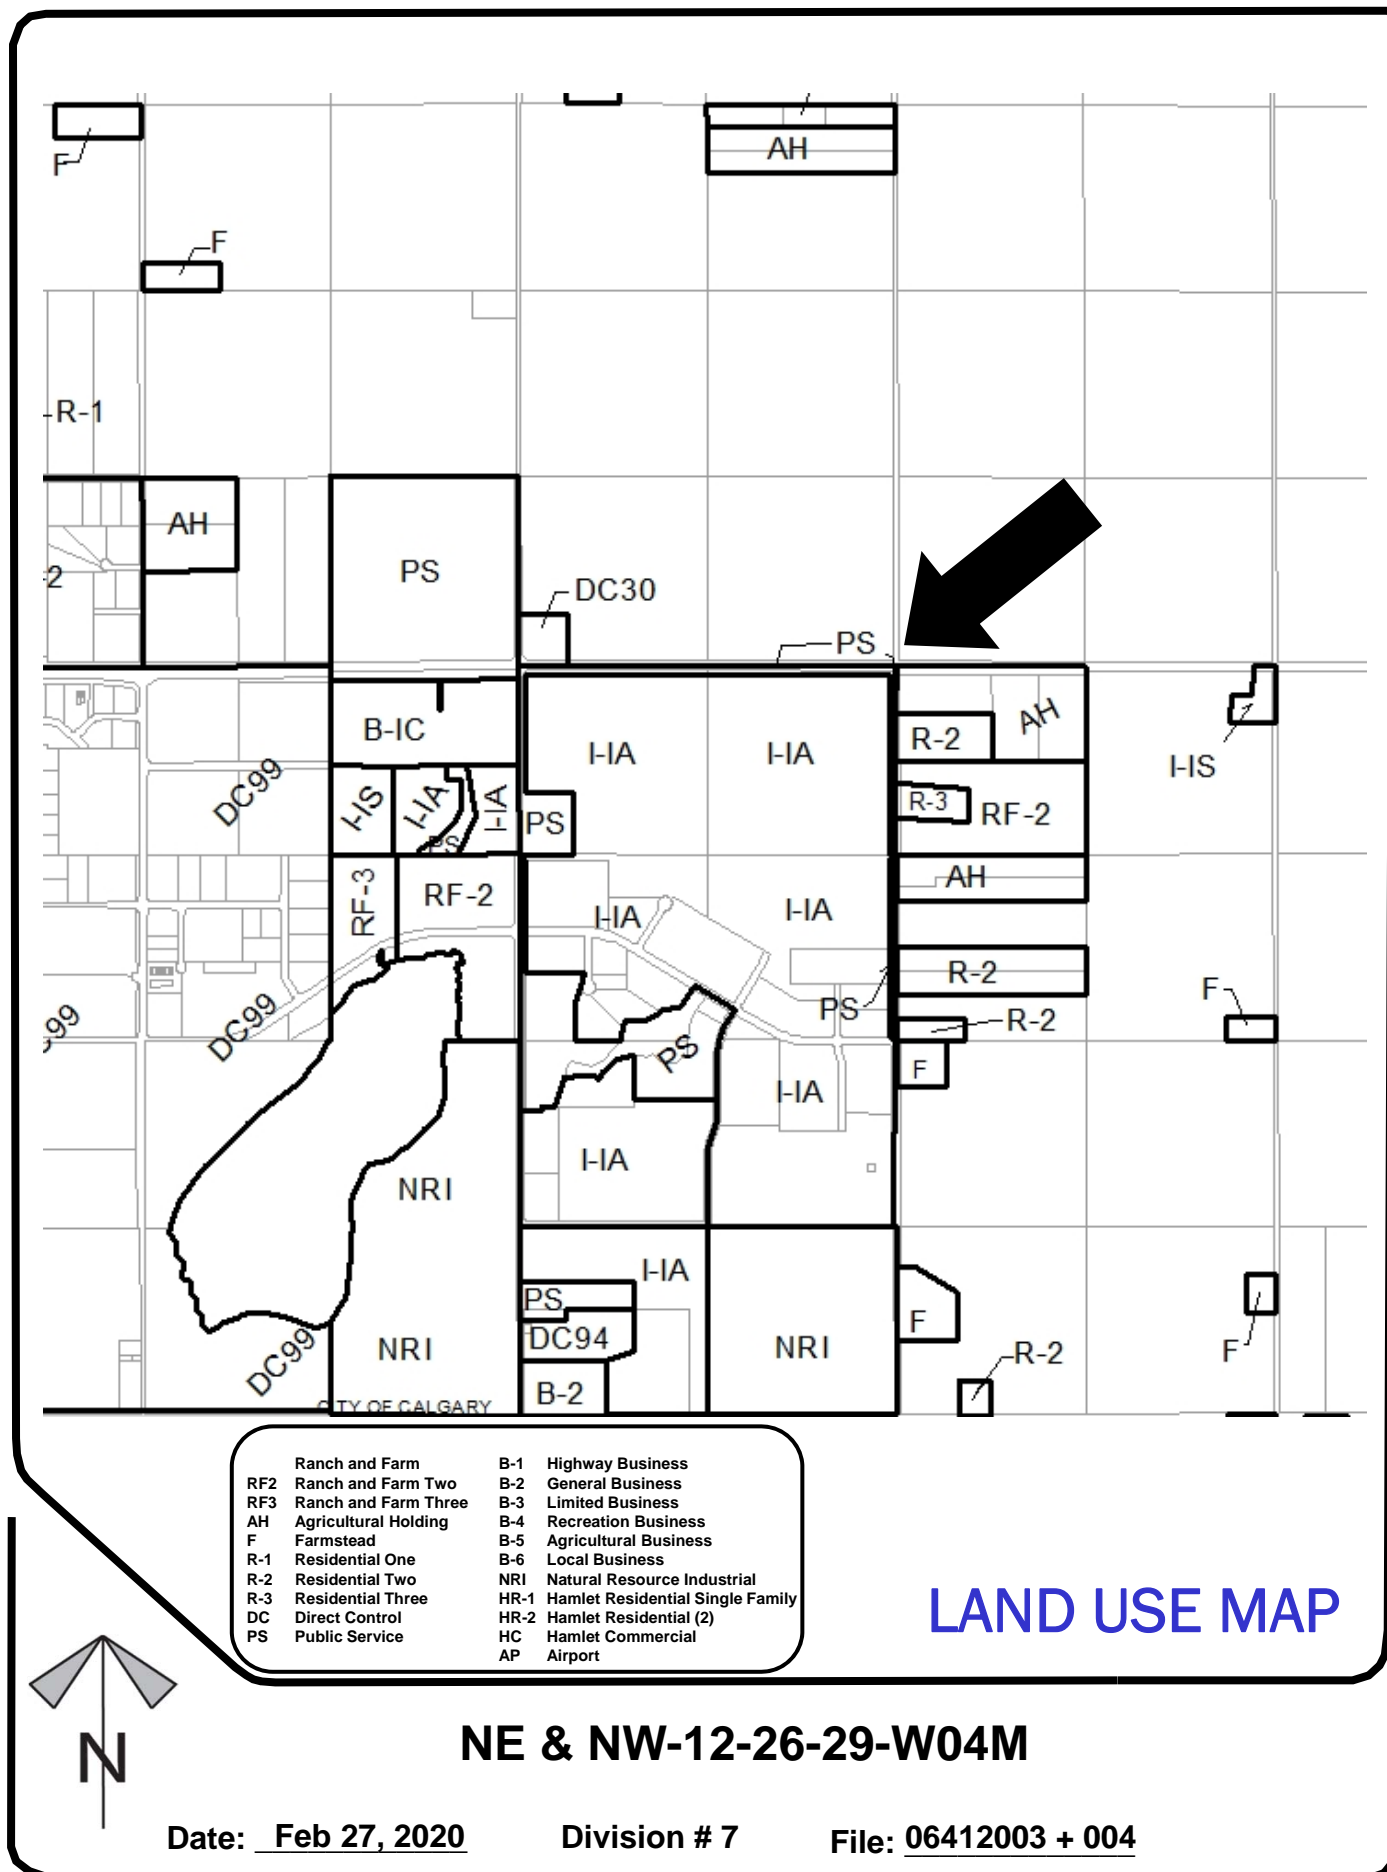 AH
F
F
-R-1
AH
PS
2
DC30
PS
B-IC
I-IA
I-IA
R-2
AH
I-IS
DC99
I-IS
I-IA
I-IA
PS
PS
R-3
RF-2
RF-3
RF-2
AH
I-IA
I-IA
R-2
F
PS
R-2
DC99
PS
F
I-IA
I-IA
NRI
I-IA
PS
F
DC94
NRI
NRI
R-2
F
DC99
B-2
CITY OF CALGARY
Ranch and Farm
RF2 Ranch and Farm Two
RF3 Ranch and Farm Three
AH Agricultural Holding
F Farmstead
R-1 Residential One
R-2 Residential Two
R-3 Residential Three
DC Direct Control
PS Public Service
B-1 Highway Business
B-2 General Business
B-3 Limited Business
B-4 Recreation Business
B-5 Agricultural Business
B-6 Local Business
NRI Natural Resource Industrial
HR-1 Hamlet Residential Single Family
HR-2 Hamlet Residential (2)
HC Hamlet Commercial
AP Airport
LAND USE MAP
N
NE & NW-12-26-29-W04M
Date: Feb 27, 2020 Division # 7 File: 06412003 + 004